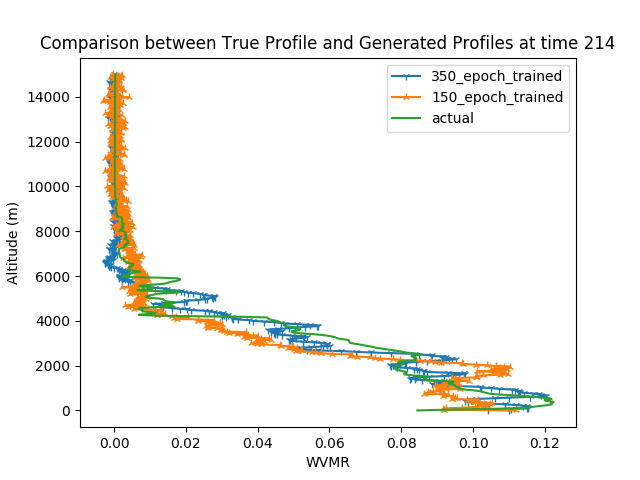 Comparison between True Profile and Generated Profiles at time 214
350_epoch_trained
150_epoch_trained
actual
14000
12000
10000
8000
6000
4000
2000
0
Altitude (m)
0.00 0.02 0.04 0.06 0.08 0.10 0.12
WVMR